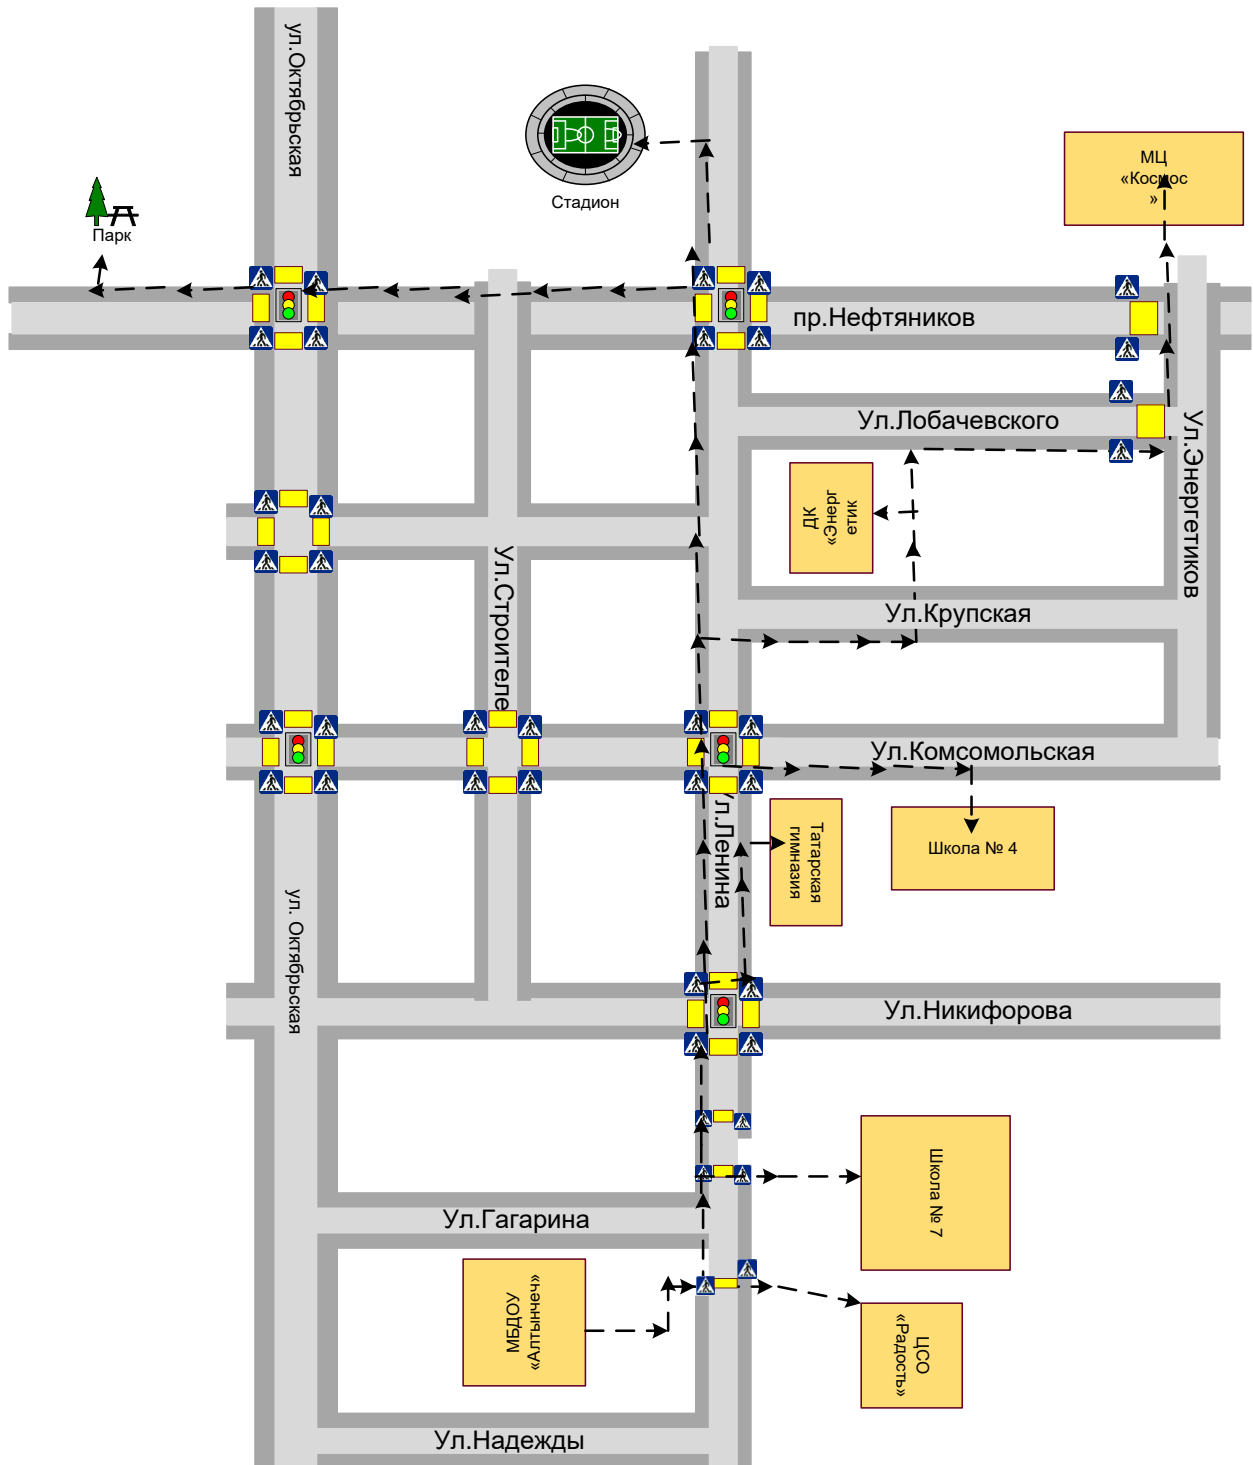 ул.Октябрьская
Стадион
МЦ
«Космос
»
Парк
пр.Нефтяников
Ул.Лобачевского
Ул.Энергетиков
ДК
«Энерг
етик
Ул.Строителе
Ул.Крупская
Ул.Комсомольская
Ул.Ленина
Татарская
гимназия
Школа № 4
ул. Октябрьская
Ул.Никифорова
Школа № 7
Ул.Гагарина
МБДОУ
«Алтынчеч»
ЦСО
«Радость»
Ул.Надежды